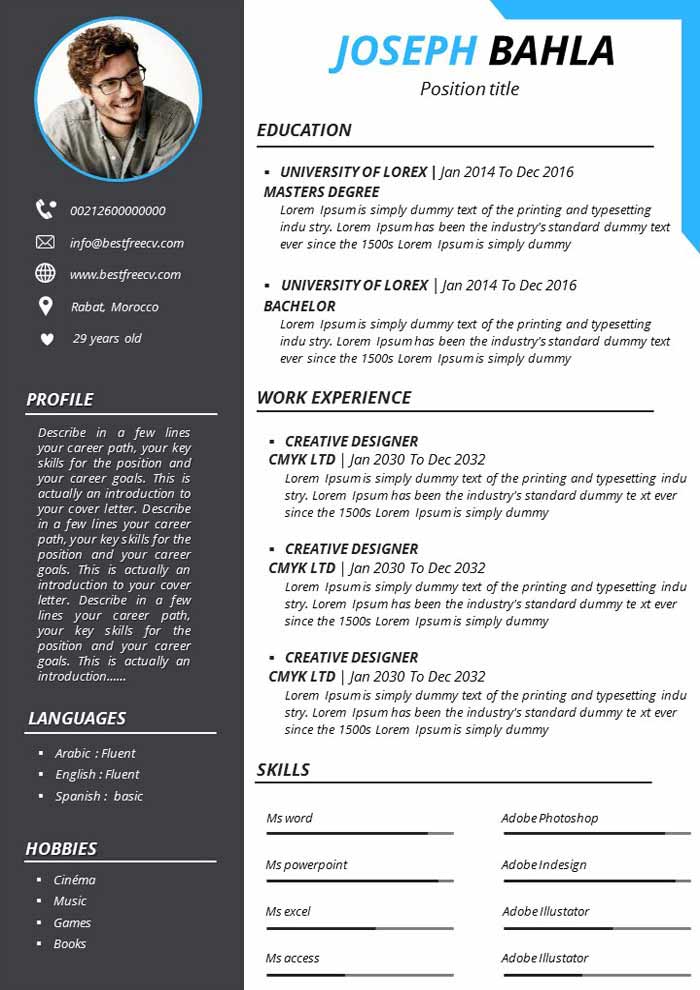 JOSEPH BAHLA
Position title
00212600000000
info@bestfreecv.com
www.bestfreecv.com
Rabat, Morocco
29 years old
PROFILE
Describe in a few lines
your career path, your key
skills for the position and
your career goals. This is
actually an introduction to
your cover letter. Describe
in a few lines your career
path, your key skills for the
position and your career
goals. This is actually an
introduction to your cover
letter. Describe in a few
lines your career path,
your key skills for the
position and your career
goals. This is actually an
introduction......
LANGUAGES
▪ Arabic : Fluent
▪ English : Fluent
▪ Spanish : basic
HOBBIES
▪ Cinéma
▪ Music
▪ Games
▪ Books
EDUCATION
▪ UNIVERSITY OF LOREX | Jan 2014 To Dec 2016
MASTERS DEGREE
Lorem Ipsum is simply dummy text of the printing and typesetting
indu stry. Lorem Ipsum has been the industry's standard dummy text
ever since the 1500s Lorem Ipsum is simply dummy
▪ UNIVERSITY OF LOREX | Jan 2014 To Dec 2016
BACHELOR
Lorem Ipsum is simply dummy text of the printing and typesetting
indu stry. Lorem Ipsum has been the industry's standard dummy text
ever since the 1500s Lorem Ipsum is simply dummy
WORK EXPERIENCE
▪ CREATIVE DESIGNER
CMYK LTD | Jan 2030 To Dec 2032
Lorem Ipsum is simply dummy text of the printing and typesetting indu
stry. Lorem Ipsum has been the industry's standard dummy te xt ever
since the 1500s Lorem Ipsum is simply dummy
▪ CREATIVE DESIGNER
CMYK LTD | Jan 2030 To Dec 2032
Lorem Ipsum is simply dummy text of the printing and typesetting indu
stry. Lorem Ipsum has been the industry's standard dummy te xt ever
since the 1500s Lorem Ipsum is simply dummy
▪ CREATIVE DESIGNER
CMYK LTD | Jan 2030 To Dec 2032
Lorem Ipsum is simply dummy text of the printing and typesetting indu
stry. Lorem Ipsum has been the industry's standard dummy te xt ever
since the 1500s Lorem Ipsum is simply dummy
SKILLS
Ms word
Adobe Photoshop
Ms powerpoint
Adobe Indesign
Ms excel
Adobe Illustator
Ms access
Adobe Illustator